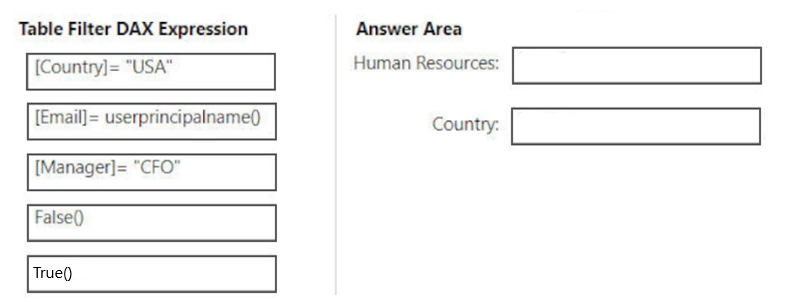 Table Filter DAX Expression
[Country]= "USA"
[Email]= userprincipalname()
[Manager]= "CFO"
False()
True()
Answer Area
Human Resources:
Country: